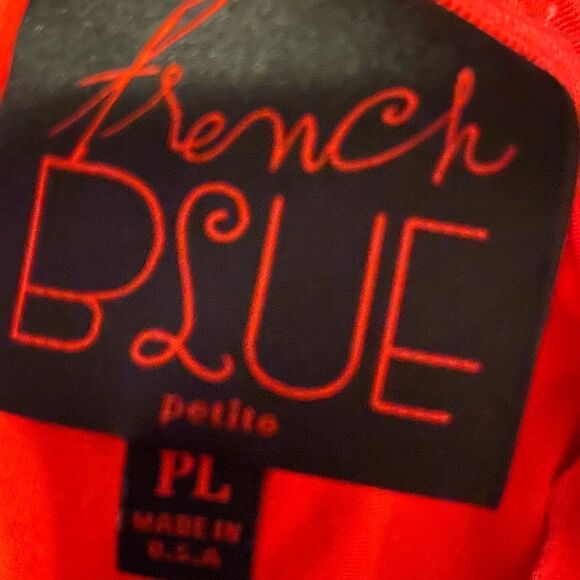 french
BLUE
petite
PL
MADE IN
U.S.A